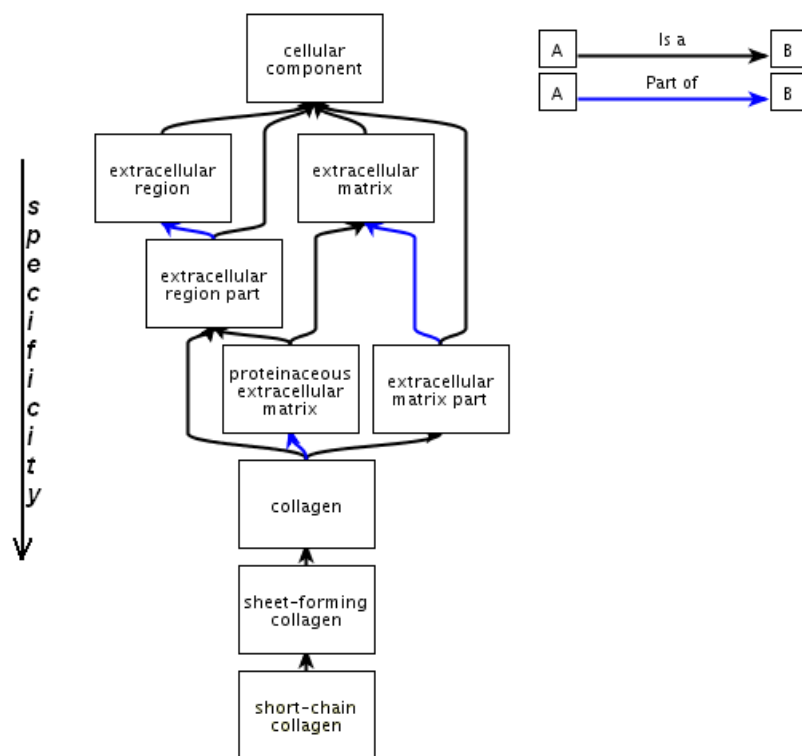 cellular
component
A
Is a
B
A
Part of
B
extracellular
region
extracellular
matrix
specificity
extracellular
region part
proteinaceous
extracellular
matrix
extracellular
matrix part
collagen
sheet-forming
collagen
short-chain
collagen